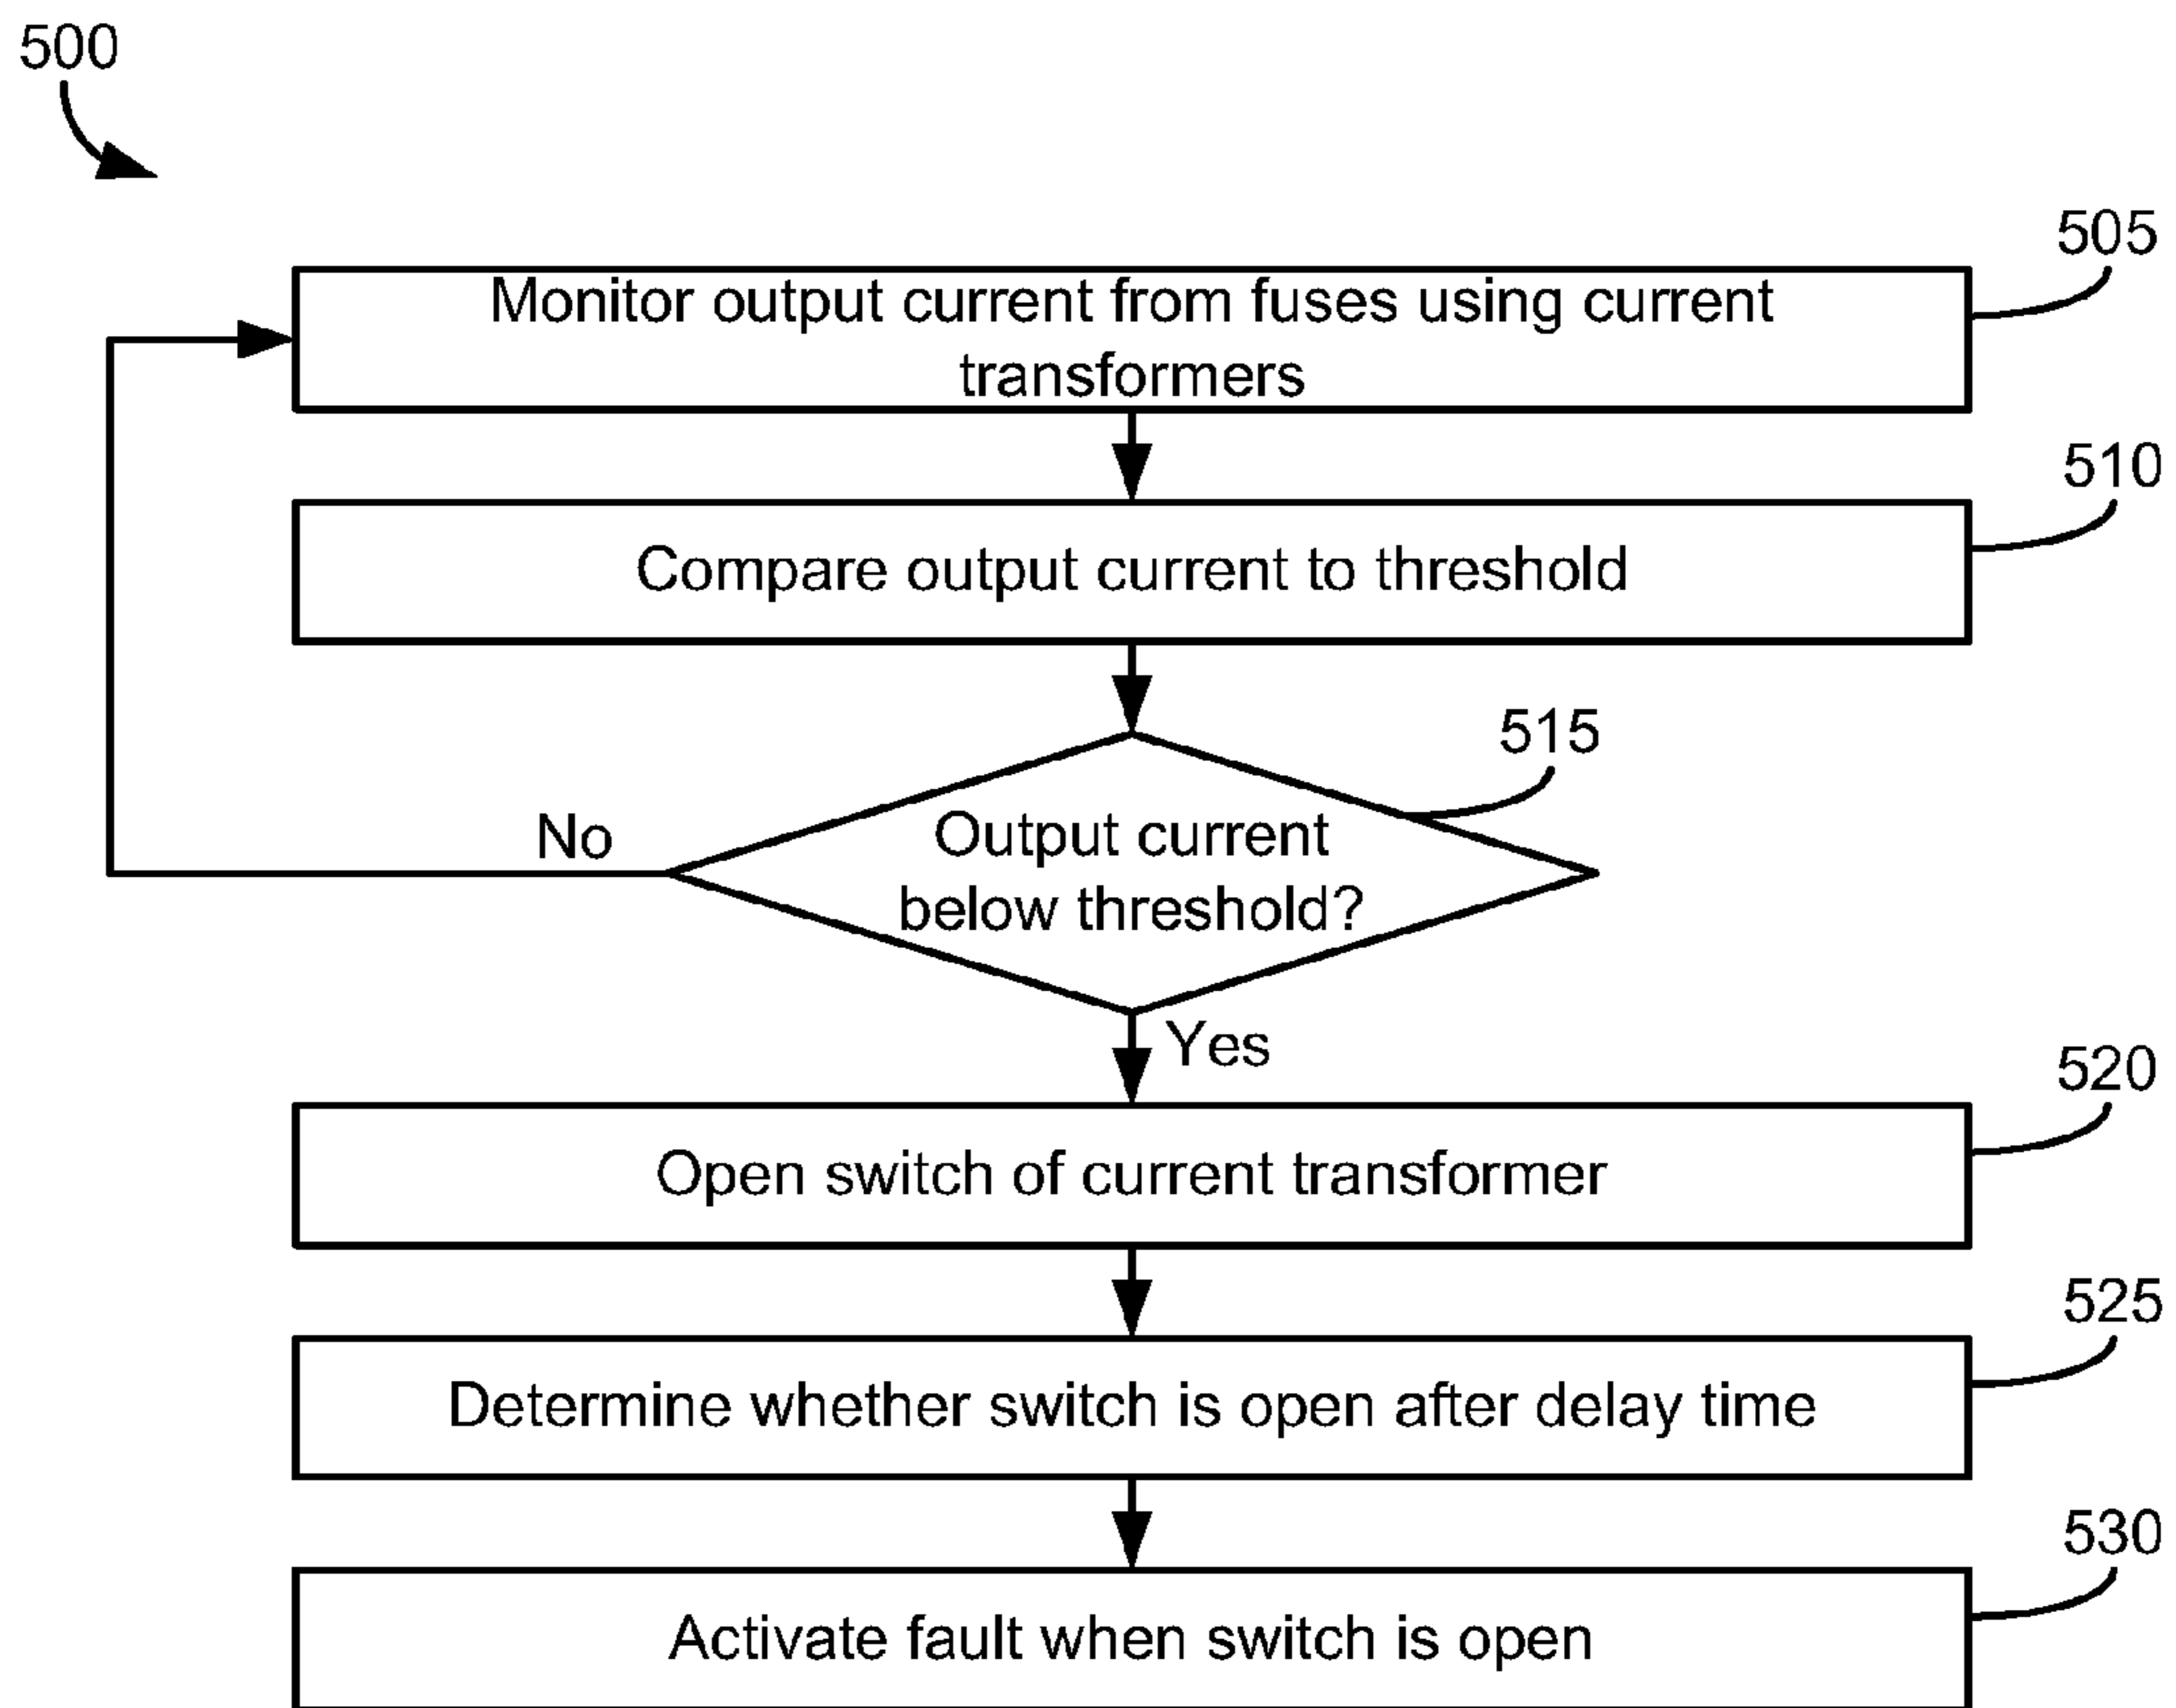 500
505
Monitor output current from fuses using current
transformers
510
Compare output current to threshold
515
Output current
below threshold?
No
Yes
520
Open switch of current transformer
525
Determine whether switch is open after delay time
530
Activate fault when switch is open